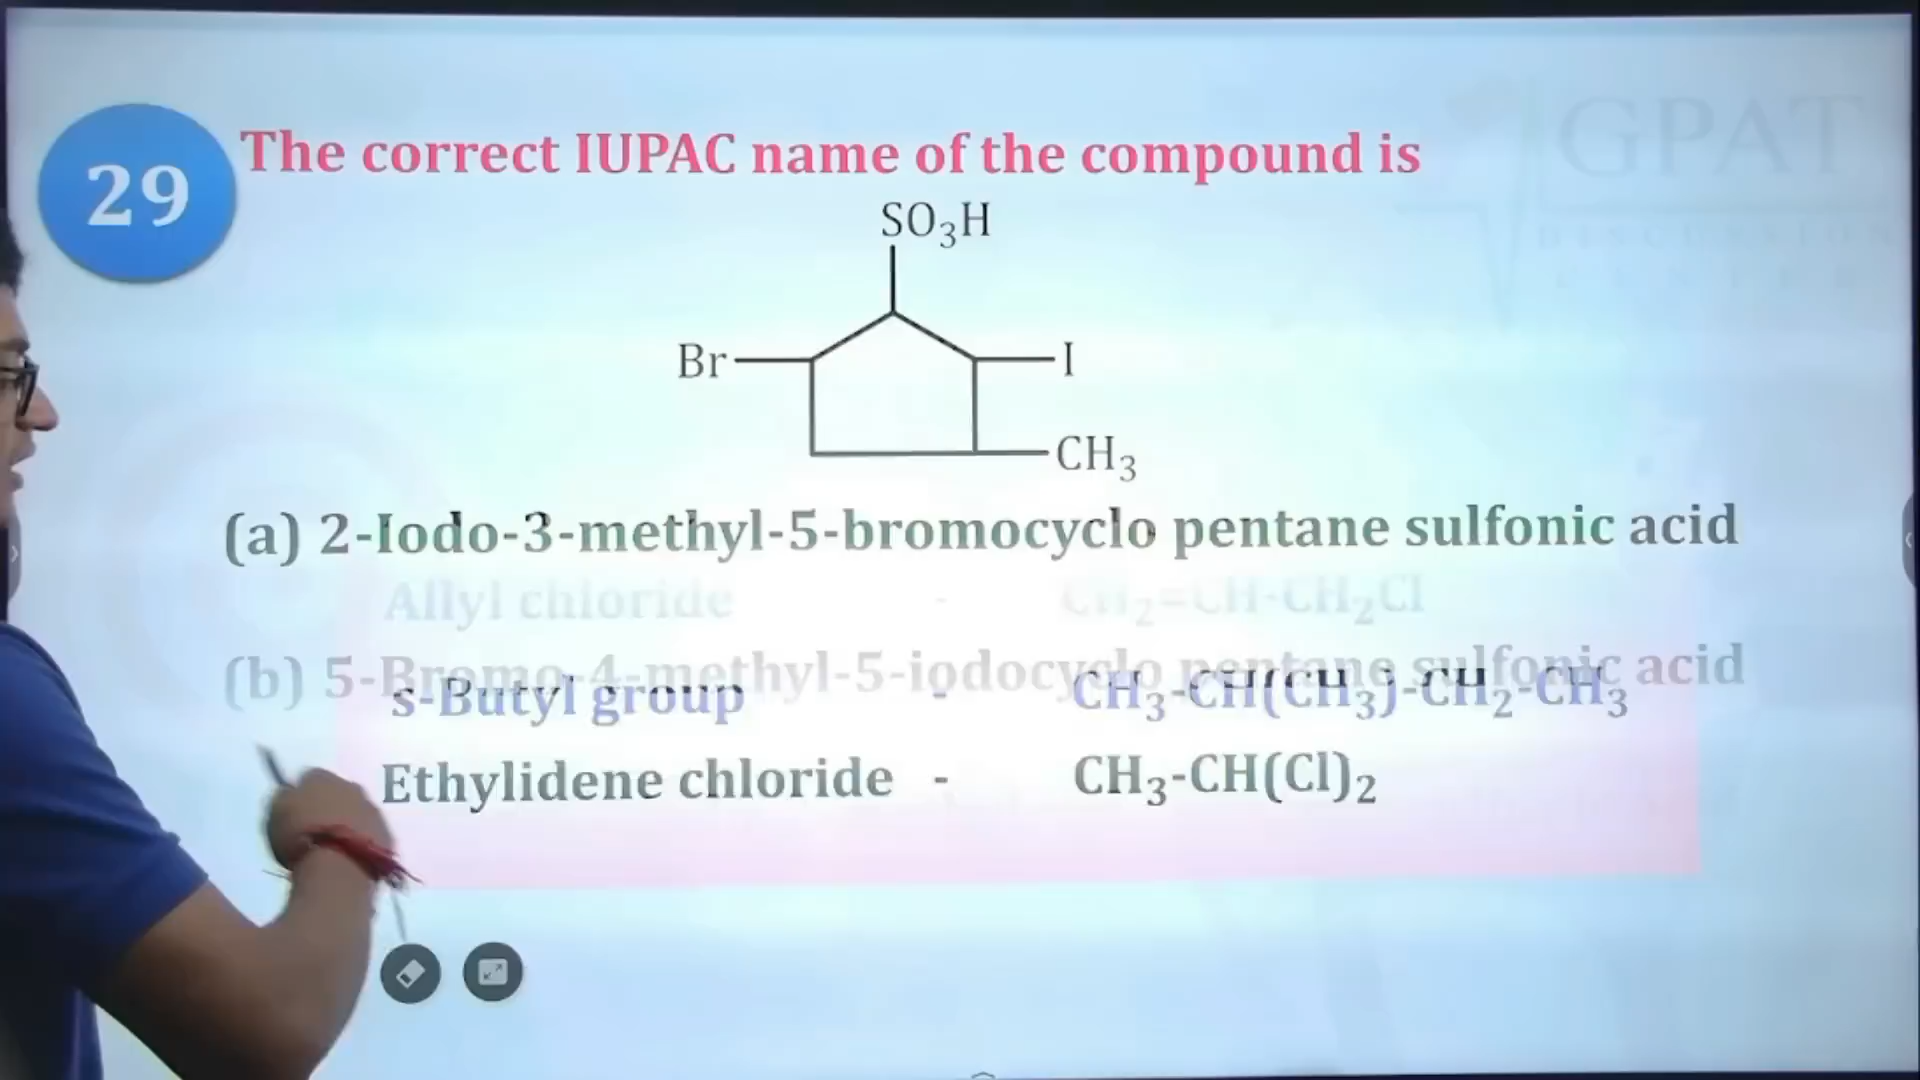 GPAT
DISCUSSION
CENTER
29
The correct IUPAC name of the compound is
SO₃H
Br
I
CH₃
(a) 2-Iodo-3-methyl-5-bromocyclo pentane sulfonic acid
Allyl chloride - CH₂=CH-CH₂Cl
(b) 5-Bromo-4-methyl-5-iodocyclo pentane sulfonic acid
s-Butyl group - CH₃-CH(CH₃)-CH₂-CH₃
Ethylidene chloride - CH₃-CH(Cl)₂